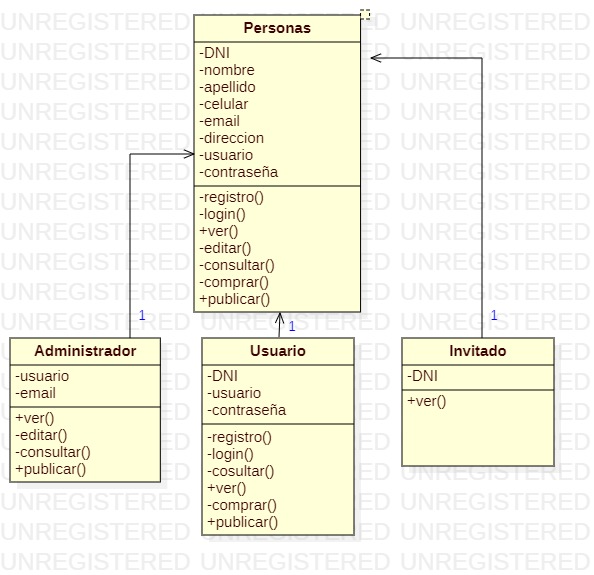 Personas
-DNI
-nombre
-apellido
-celular
-email
-direccion
-usuario
-contraseña
-registro()
-login()
+ver()
-editar()
-consultar()
-comprar()
+publicar()
1
1
1
Administrador
-usuario
-email
+ver()
-editar()
-consultar()
+publicar()
Usuario
-DNI
-usuario
-contraseña
-registro()
-login()
-cosultar()
+ver()
-comprar()
+publicar()
Invitado
-DNI
+ver()
UNREGISTERED